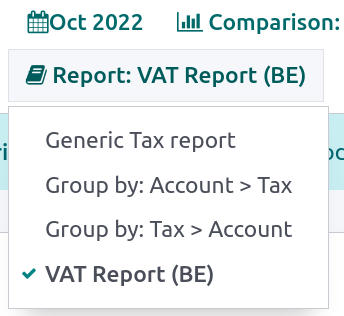 Oct 2022 Comparison:
Report: VAT Report (BE)
Generic Tax report
Group by: Account > Tax
Group by: Tax > Account
VAT Report (BE)